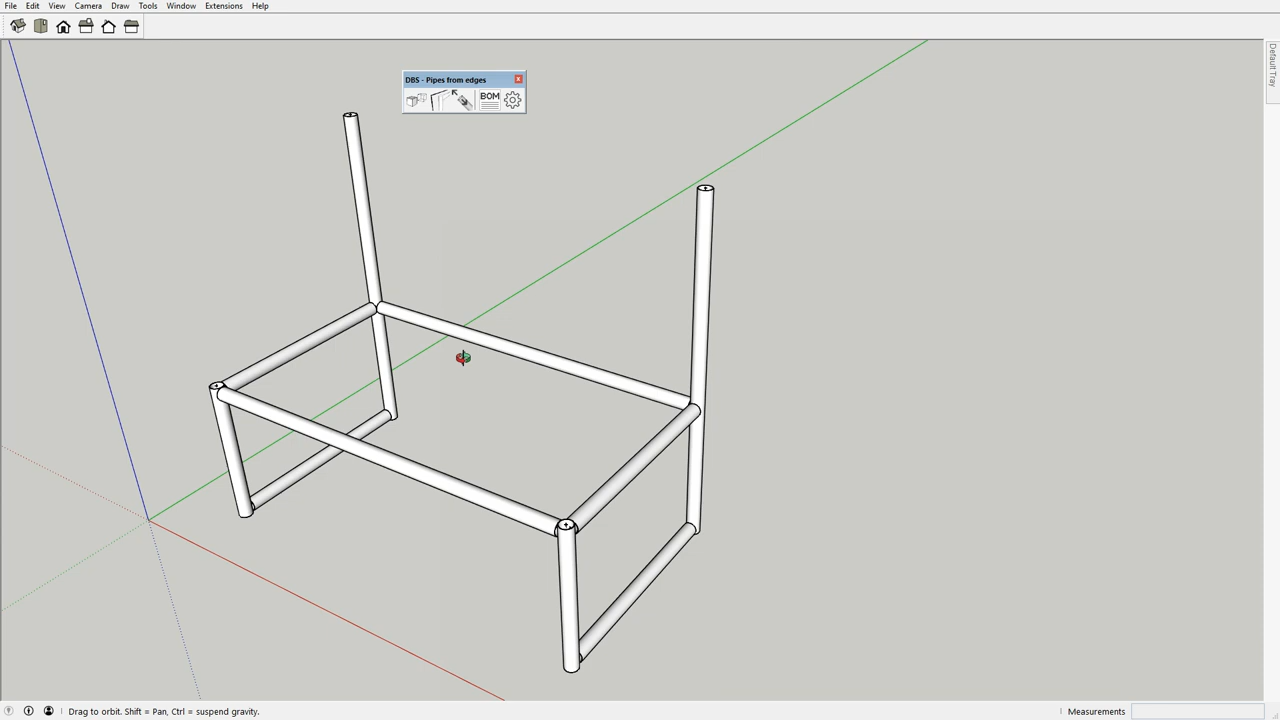 File Edit View Camera Draw Tools Window Extensions Help
DBS - Pipes from edges
BOM
Default Tray
Drag to orbit. Shift = Pan, Ctrl = suspend gravity.
Measurements